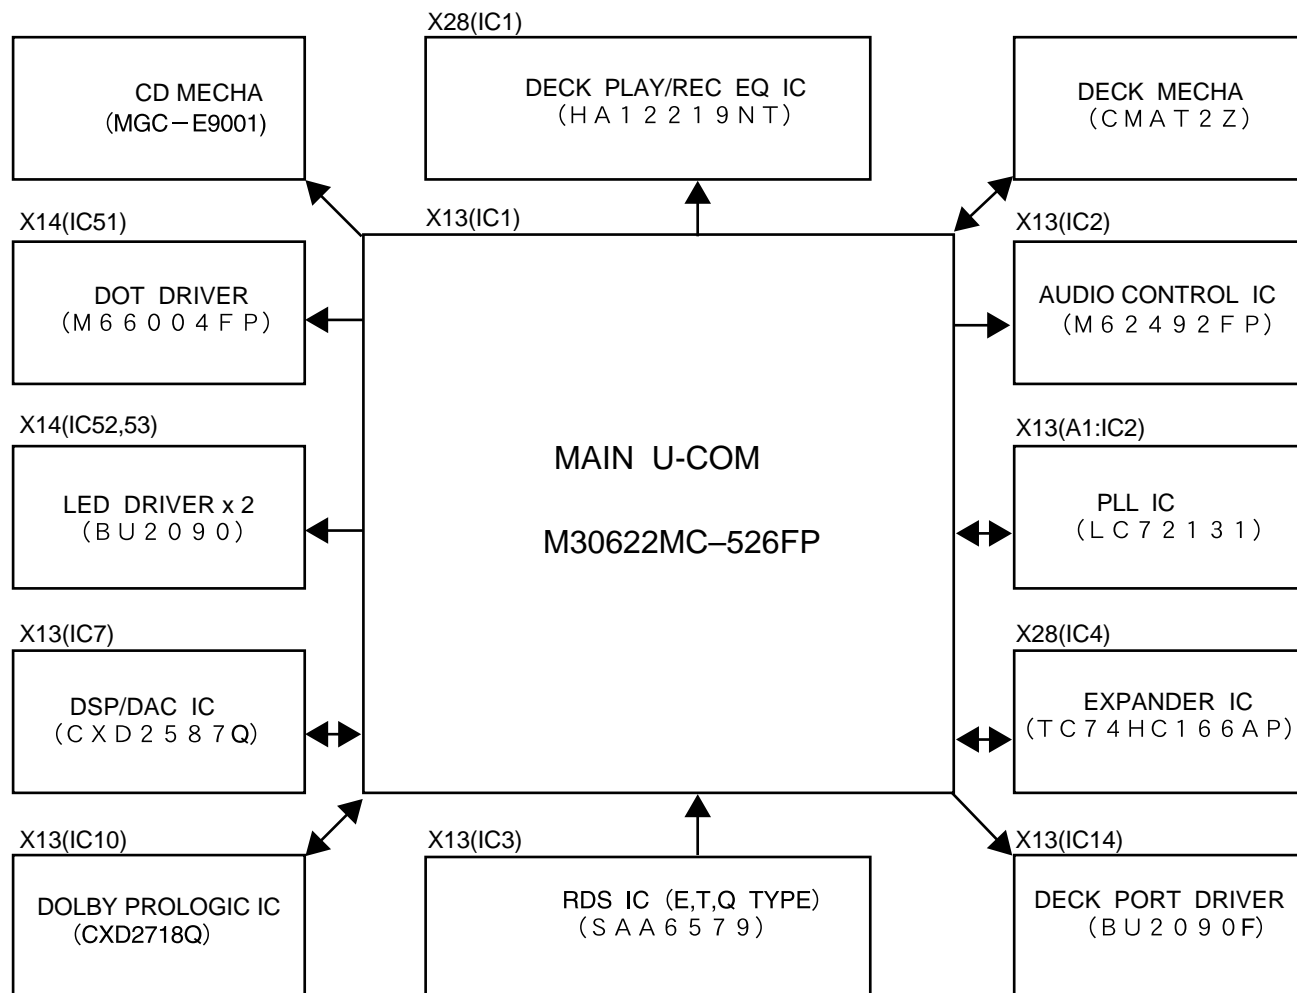 X28(IC1)
CD MECHA
(MGC－E9001)
DECK PLAY/REC EQ IC
(HA12219NT)
DECK MECHA
(CMAT2Z)
X14(IC51)
X13(IC1)
X13(IC2)
DOT DRIVER
(M66004FP)
AUDIO CONTROL IC
(M62492FP)
X14(IC52,53)
X13(A1:IC2)
MAIN U-COM
M30622MC–526FP
LED DRIVER x 2
(BU2090)
PLL IC
(LC72131)
X13(IC7)
X28(IC4)
DSP/DAC IC
(CXD2587Q)
EXPANDER IC
(TC74HC166AP)
X13(IC10)
X13(IC3)
X13(IC14)
DOLBY PROLOGIC IC
(CXD2718Q)
RDS IC (E,T,Q TYPE)
(SAA6579)
DECK PORT DRIVER
(BU2090F)